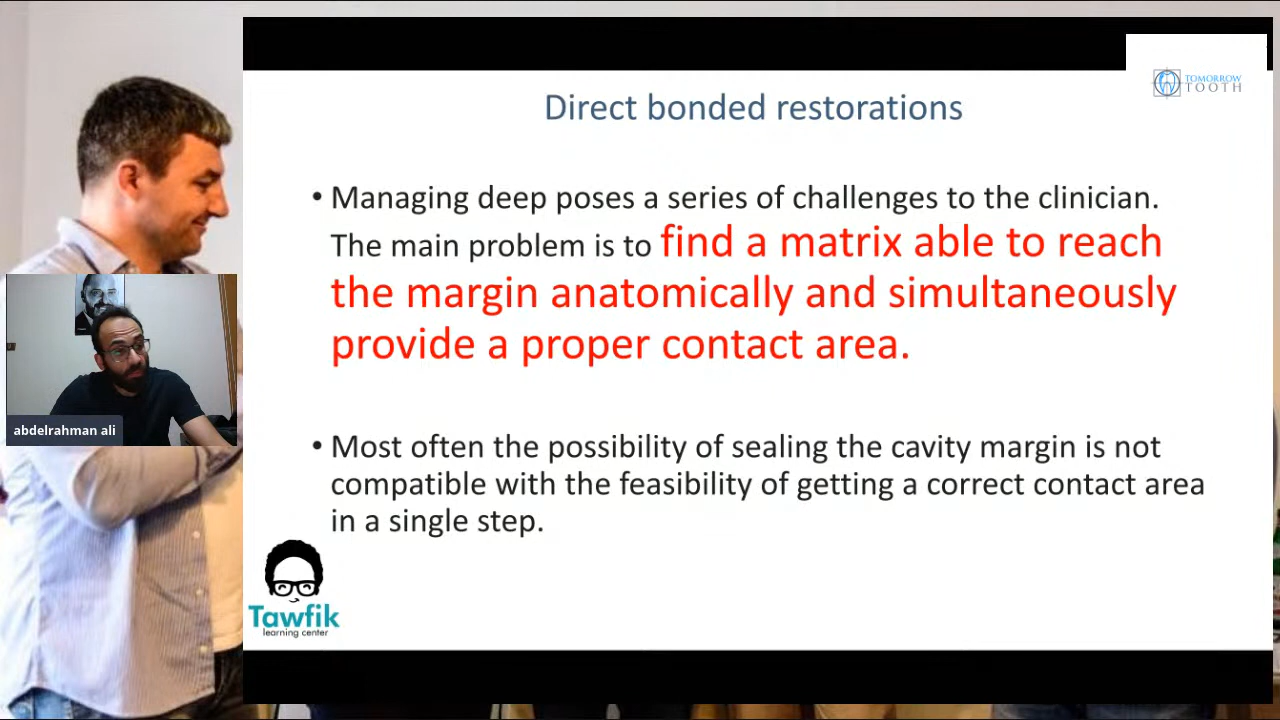 TOMORROW
TOOTH
Direct bonded restorations
• Managing deep poses a series of challenges to the clinician.
The main problem is to find a matrix able to reach
the margin anatomically and simultaneously
provide a proper contact area.
abdelrahman ali
• Most often the possibility of sealing the cavity margin is not
compatible with the feasibility of getting a correct contact area
in a single step.
Tawfik
learning center